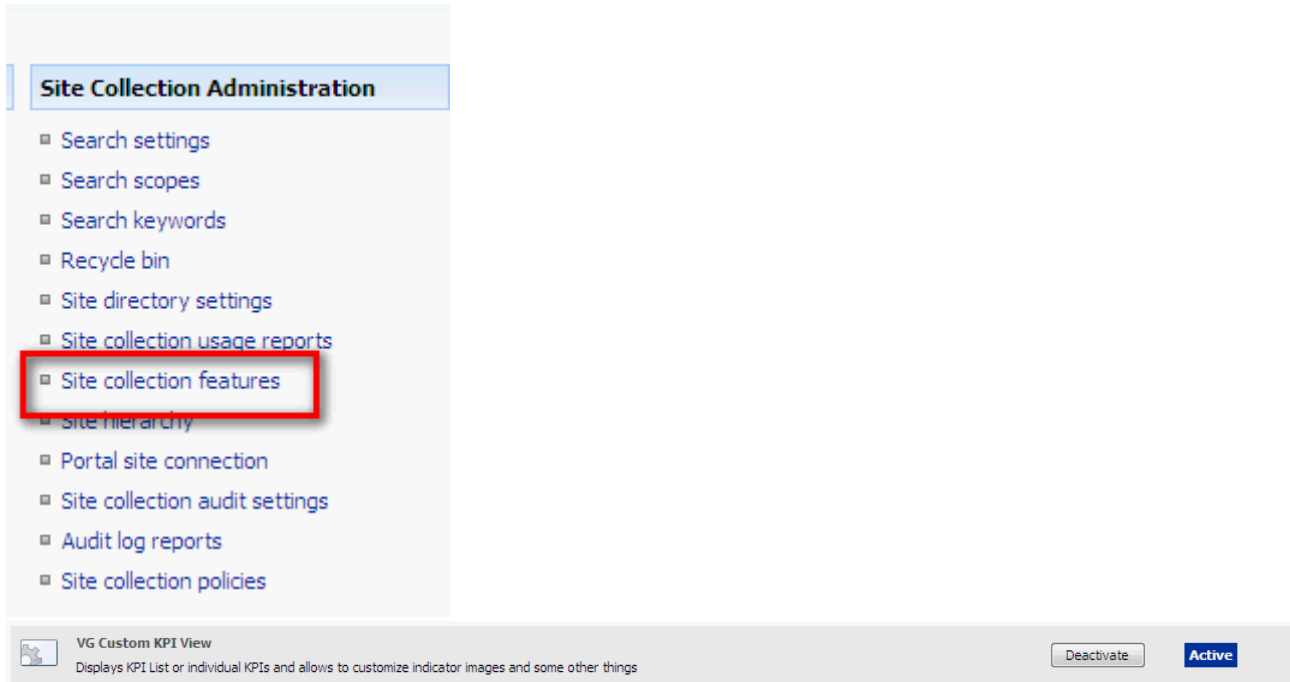 Site Collection Administration
Search settings
Search scopes
Search keywords
Recycle bin
Site directory settings
Site collection usage reports
Site collection features
Site hierarchy
Portal site connection
Site collection audit settings
Audit log reports
Site collection policies
VG Custom KPI View
Displays KPI List or individual KPIs and allows to customize indicator images and some other things
Deactivate
Active